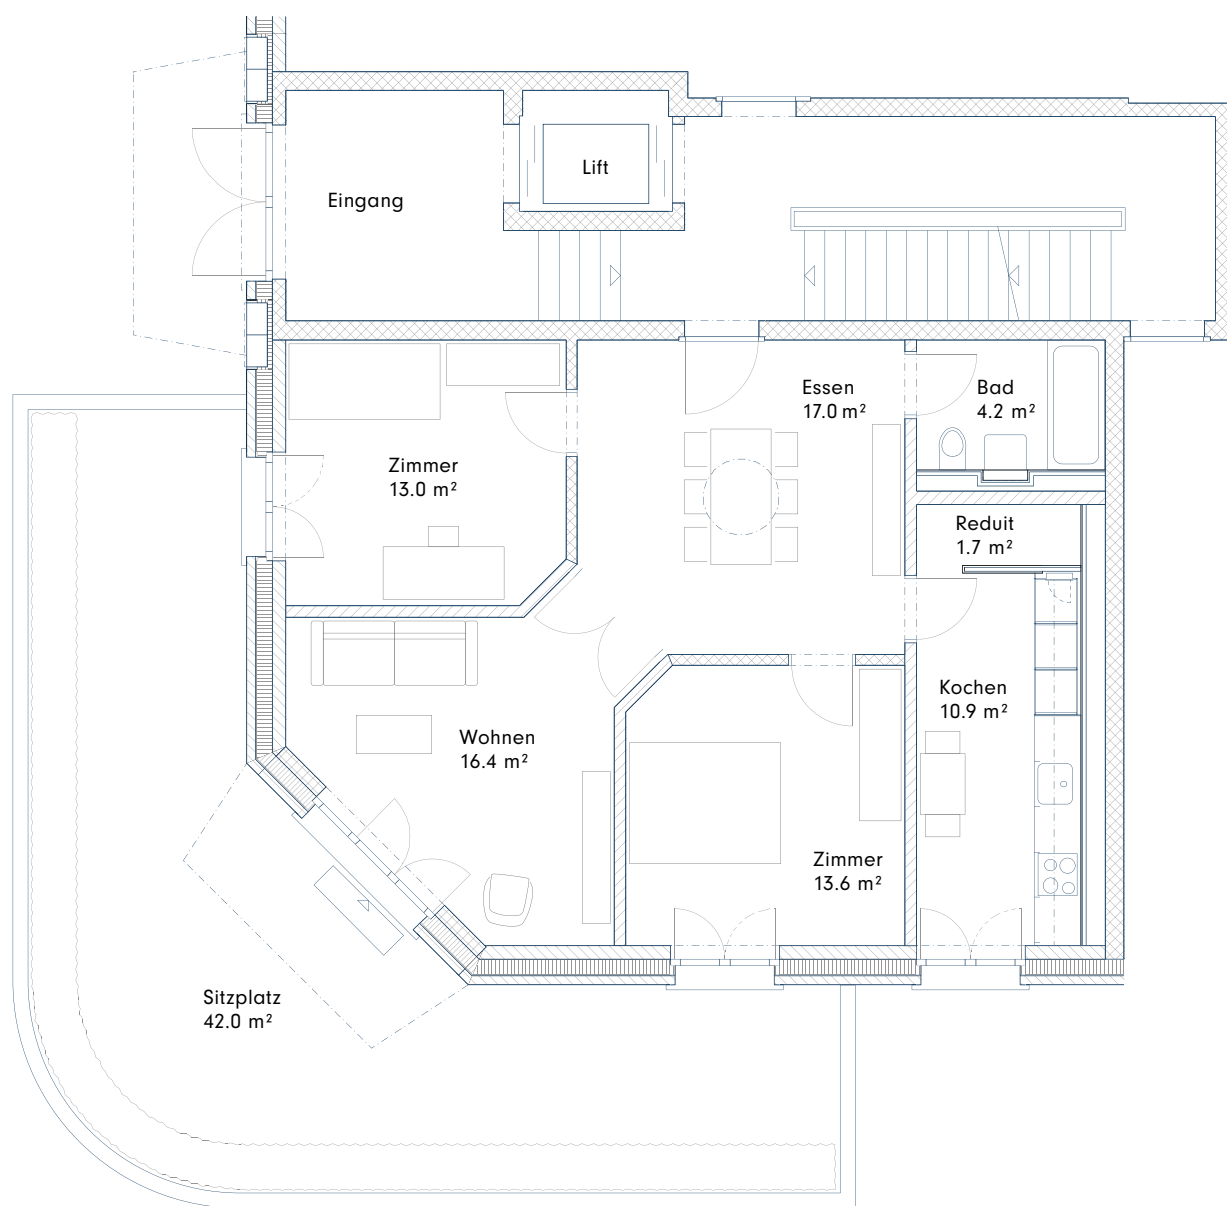 Lift
Eingang
Essen
17.0 m²
Bad
4.2 m²
Zimmer
13.0 m²
Reduit
1.7 m²
Kochen
10.9 m²
Wohnen
16.4 m²
Zimmer
13.6 m²
Sitzplatz
42.0 m²